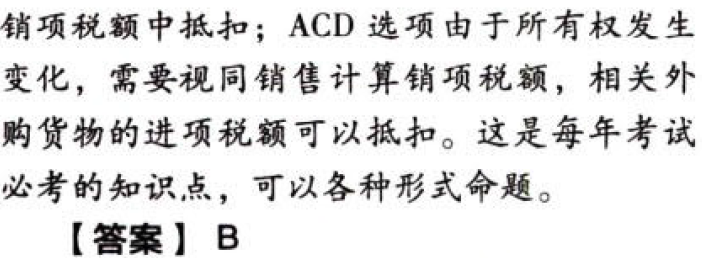 销项税额中抵扣；ACD 选项由于所有权发生
变化，需要视同销售计算销项税额，相关外
购货物的进项税额可以抵扣。这是每年考试
必考的知识点，可以各种形式命题。
【答案】 B